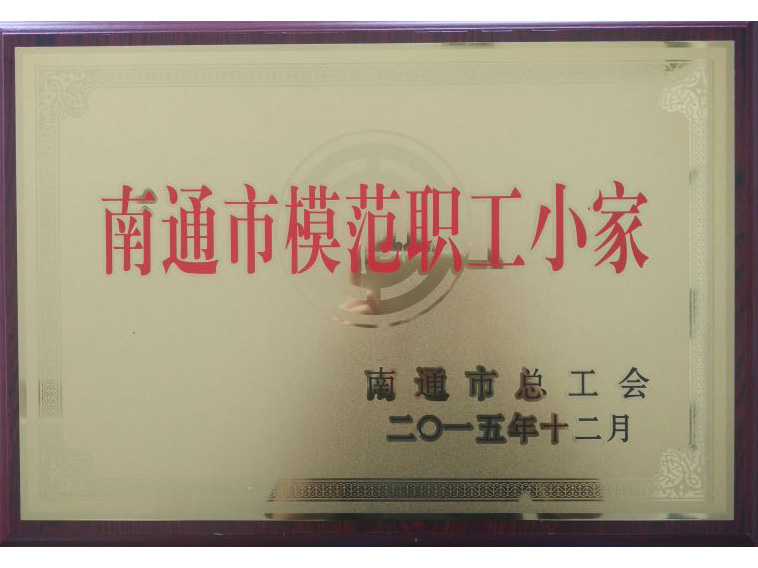 南通市模范职工小家
南通市总工会
二〇一五年十二月